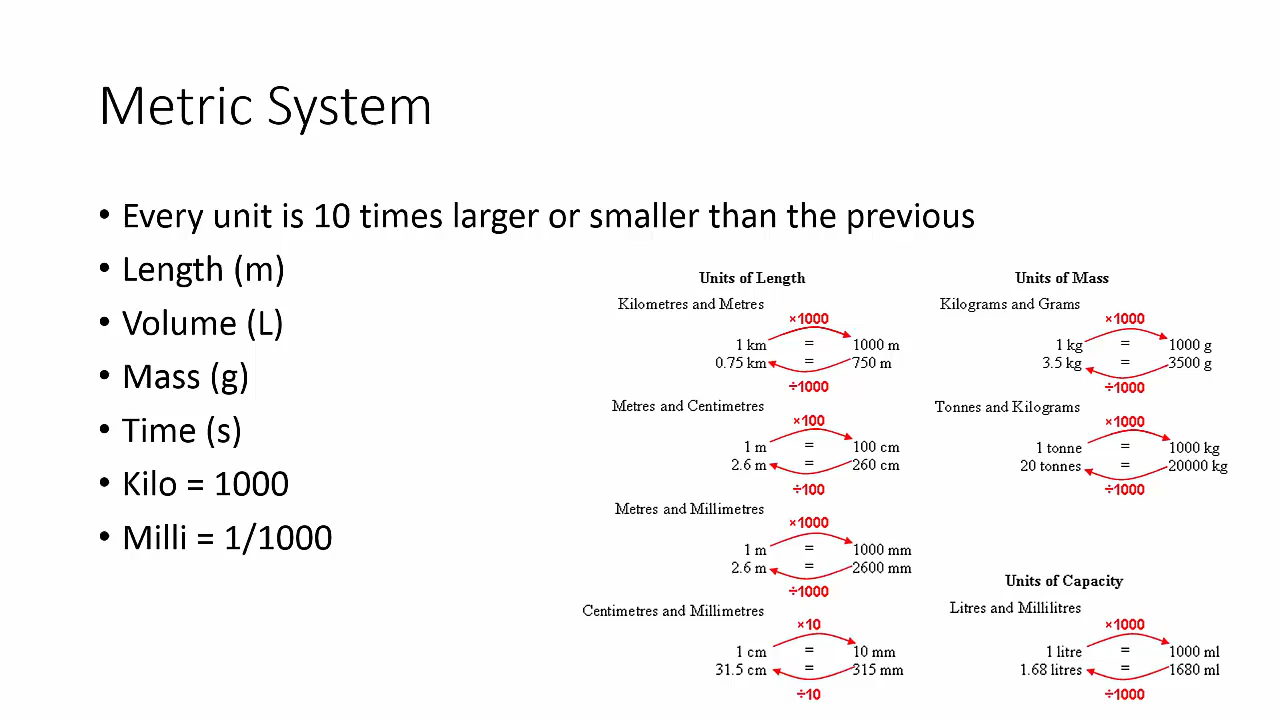 Metric System
• Every unit is 10 times larger or smaller than the previous
• Length (m)
• Volume (L)
• Mass (g)
• Time (s)
• Kilo = 1000
• Milli = 1/1000
Units of Length
Kilometres and Metres
×1000
1 km = 1000 m
0.75 km = 750 m
÷1000
Metres and Centimetres
×100
1 m = 100 cm
2.6 m = 260 cm
÷100
Metres and Millimetres
×1000
1 m = 1000 mm
2.6 m = 2600 mm
÷1000
Centimetres and Millimetres
×10
1 cm = 10 mm
31.5 cm = 315 mm
÷10
Units of Mass
Kilograms and Grams
×1000
1 kg = 1000 g
3.5 kg = 3500 g
÷1000
Tonnes and Kilograms
×1000
1 tonne = 1000 kg
20 tonnes = 20000 kg
÷1000
Units of Capacity
Litres and Millilitres
×1000
1 litre = 1000 ml
1.68 litres = 1680 ml
÷1000